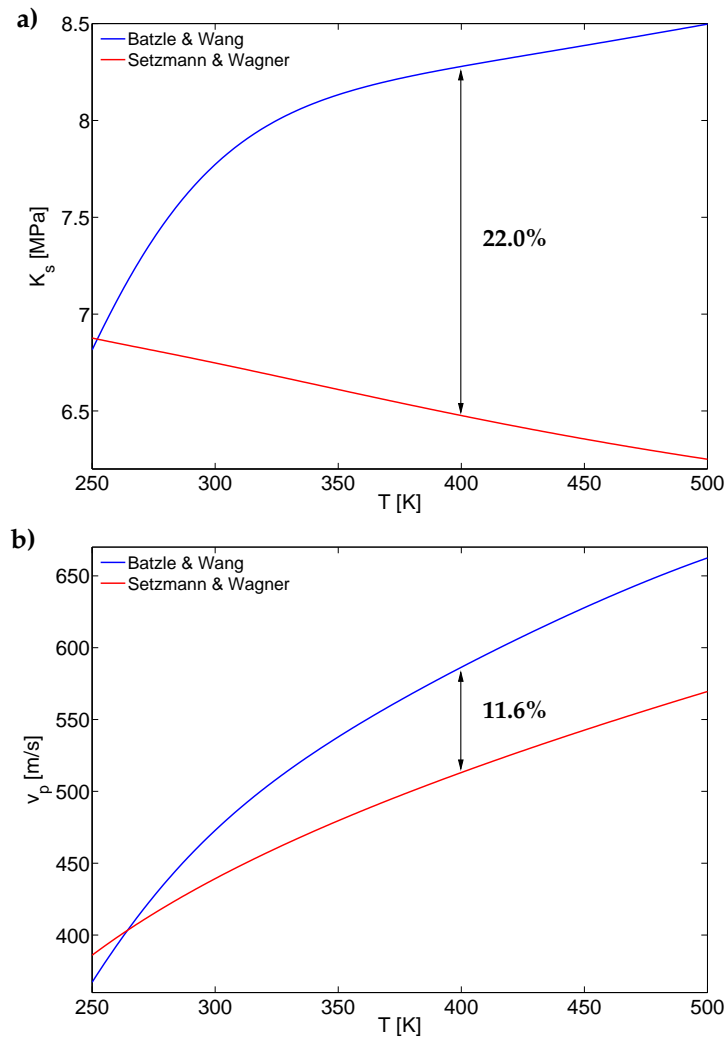 a)
8.5
Batzle & Wang
Setzmann & Wagner
8
7.5
22.0%
K_s [MPa]
7
6.5
250 300 350 400 450 500
T [K]
b)
Batzle & Wang
650
Setzmann & Wagner
600
550
11.6%
v_p [m/s]
500
450
400
250 300 350 400 450 500
T [K]